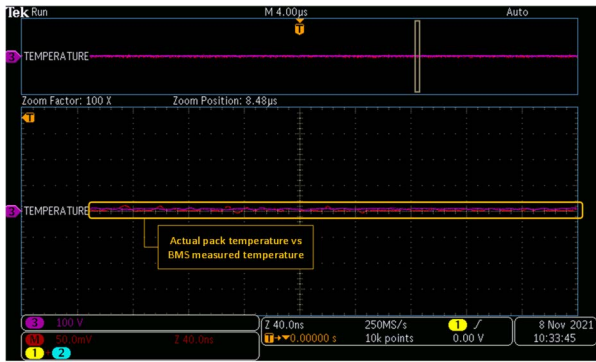 Tek Run M 4.00µs Auto
T
3 TEMPERATURE
Zoom Factor: 100 X Zoom Position: 8.48µs
T
3 TEMPERATURE
Actual pack temperature vs
BMS measured temperature
3 100 V
M 50.0mV Z 40.0ns
1 - 2
Z 40.0ns 250MS/s 1
T→▼0.00000 s 10k points 0.00 V
8 Nov 2021
10:33:45